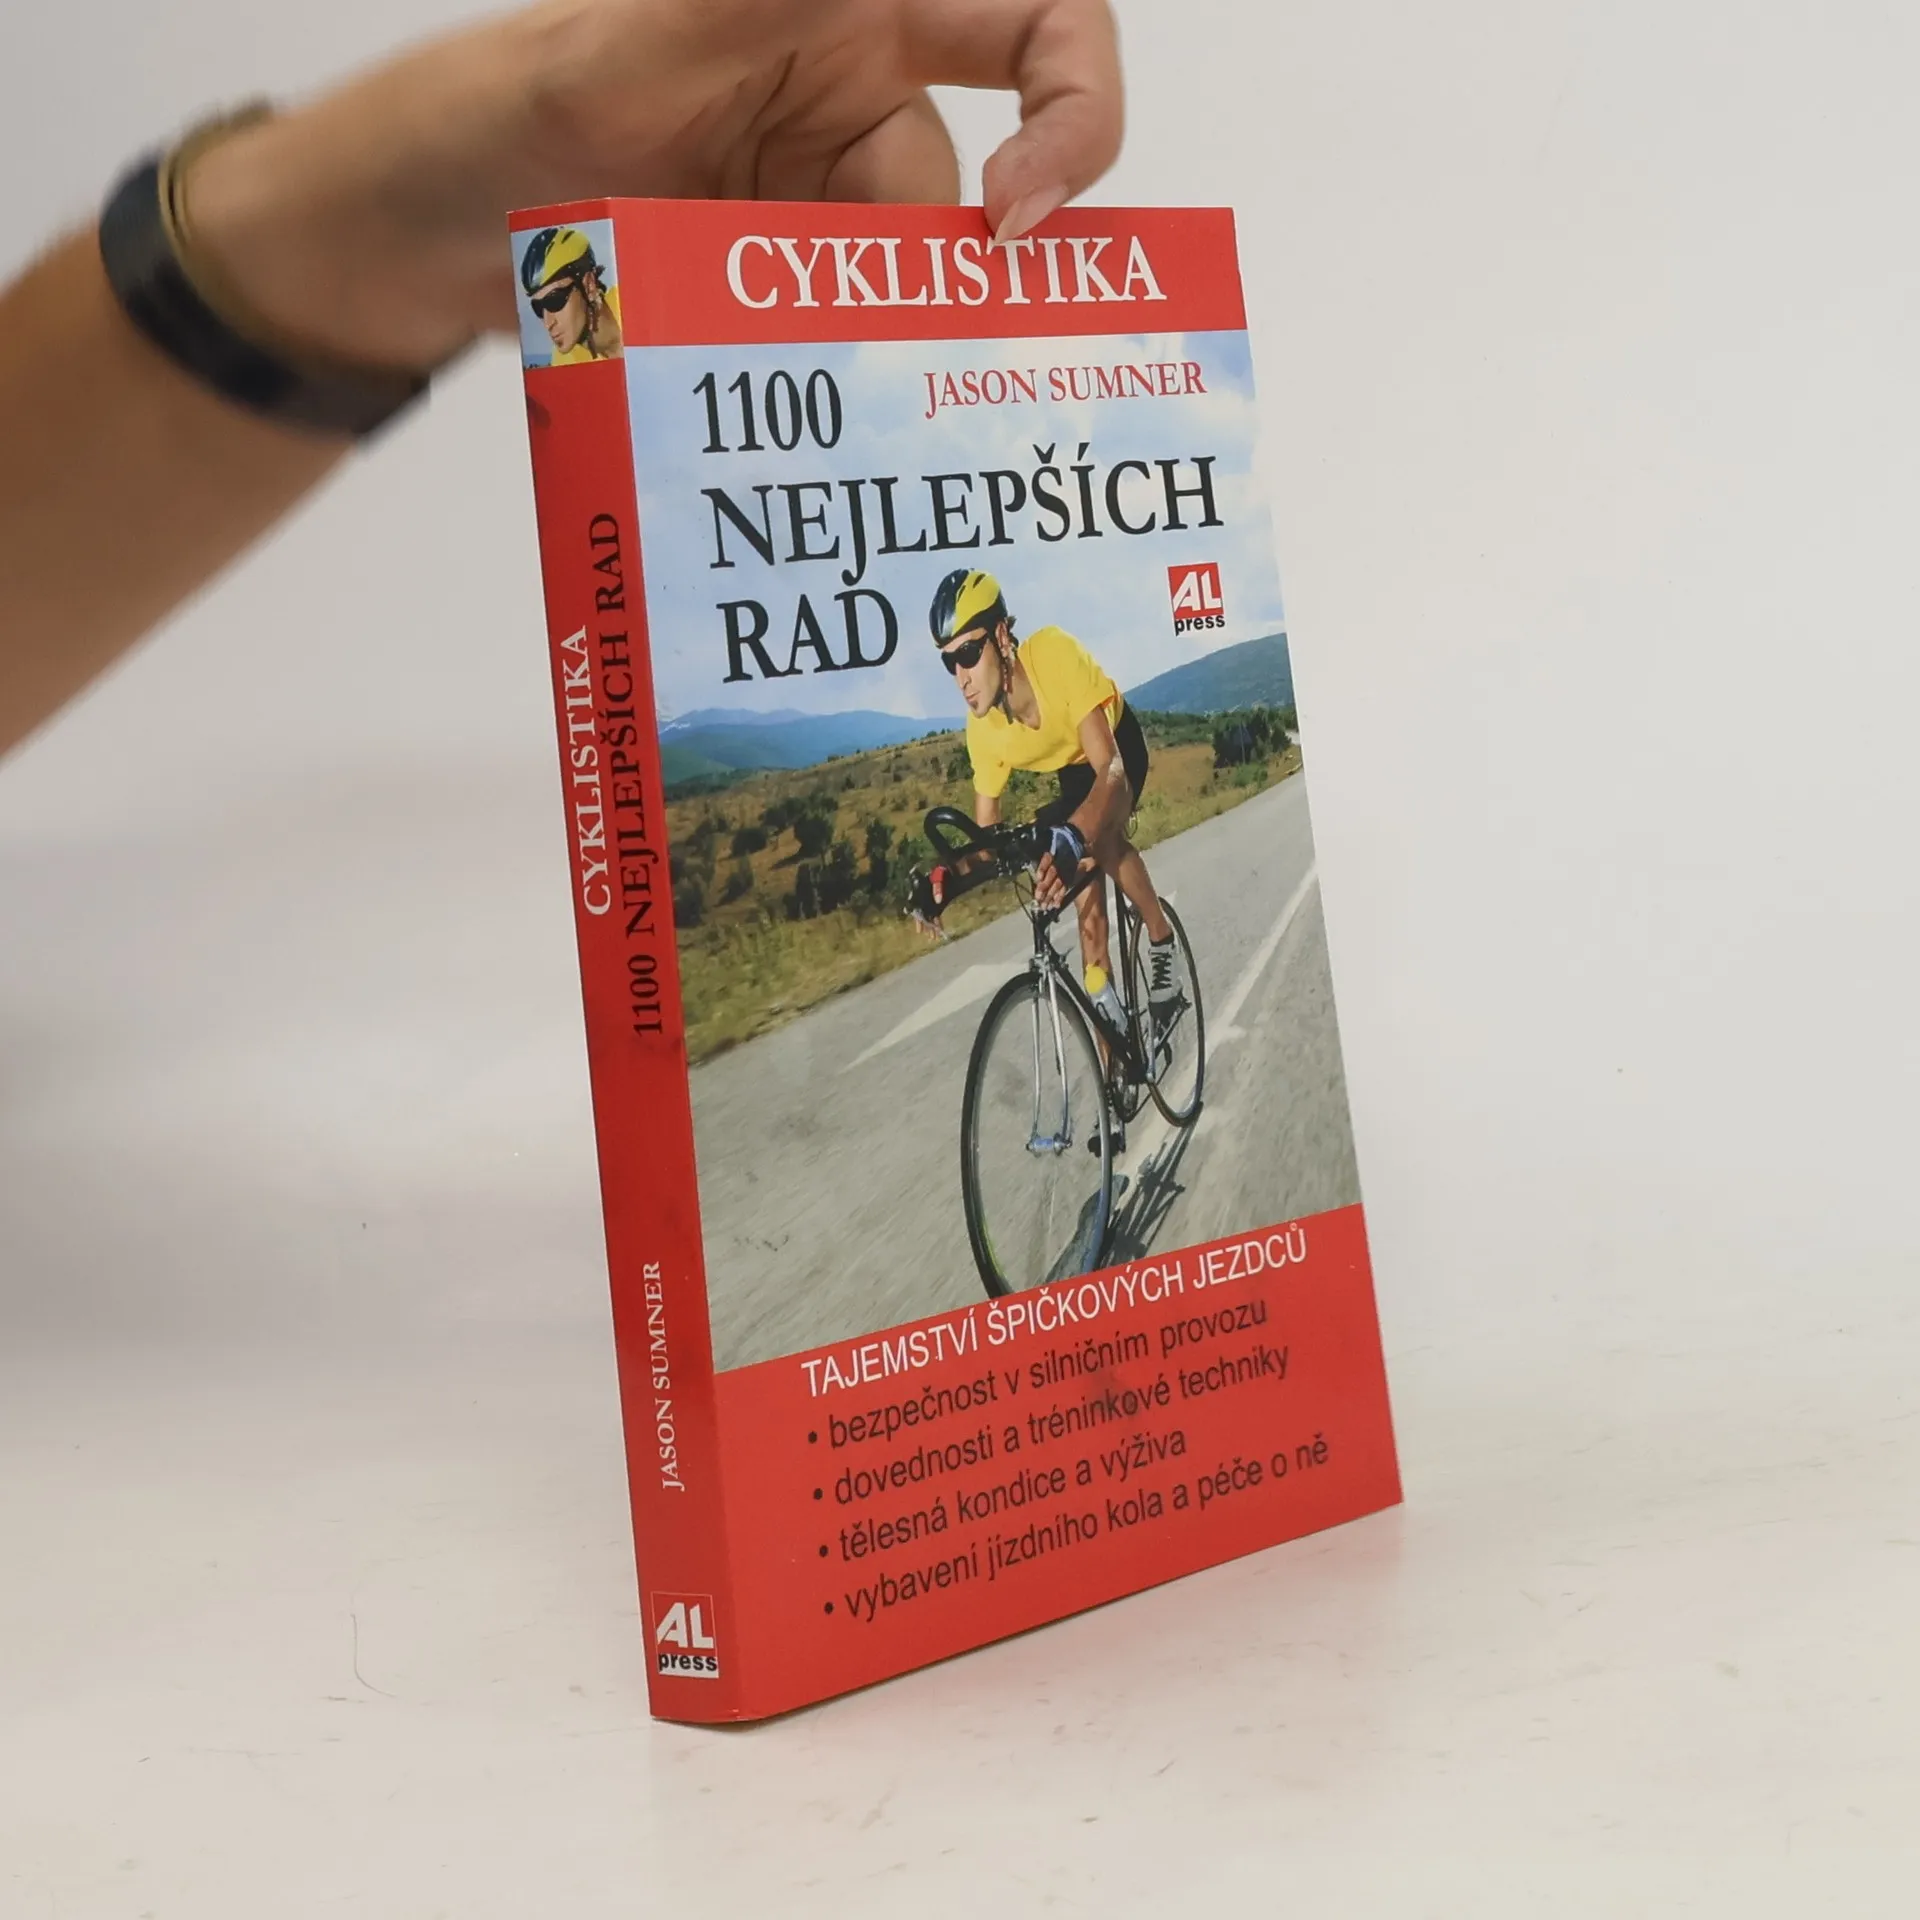 CYKLISTIKA
JASON SUMNER
1100
NEJLEPŠÍCH
RAD
AL
press
TAJEMSTVÍ ŠPIČKOVÝCH JEZDCŮ
• bezpečnost v silničním provozu
• dovednosti a tréninkové techniky
• tělesná kondice a výživa
• vybavení jízdního kola a péče o ně
CYKLISTIKA
1100 NEJLEPŠÍCH RAD
JASON SUMNER
AL
press